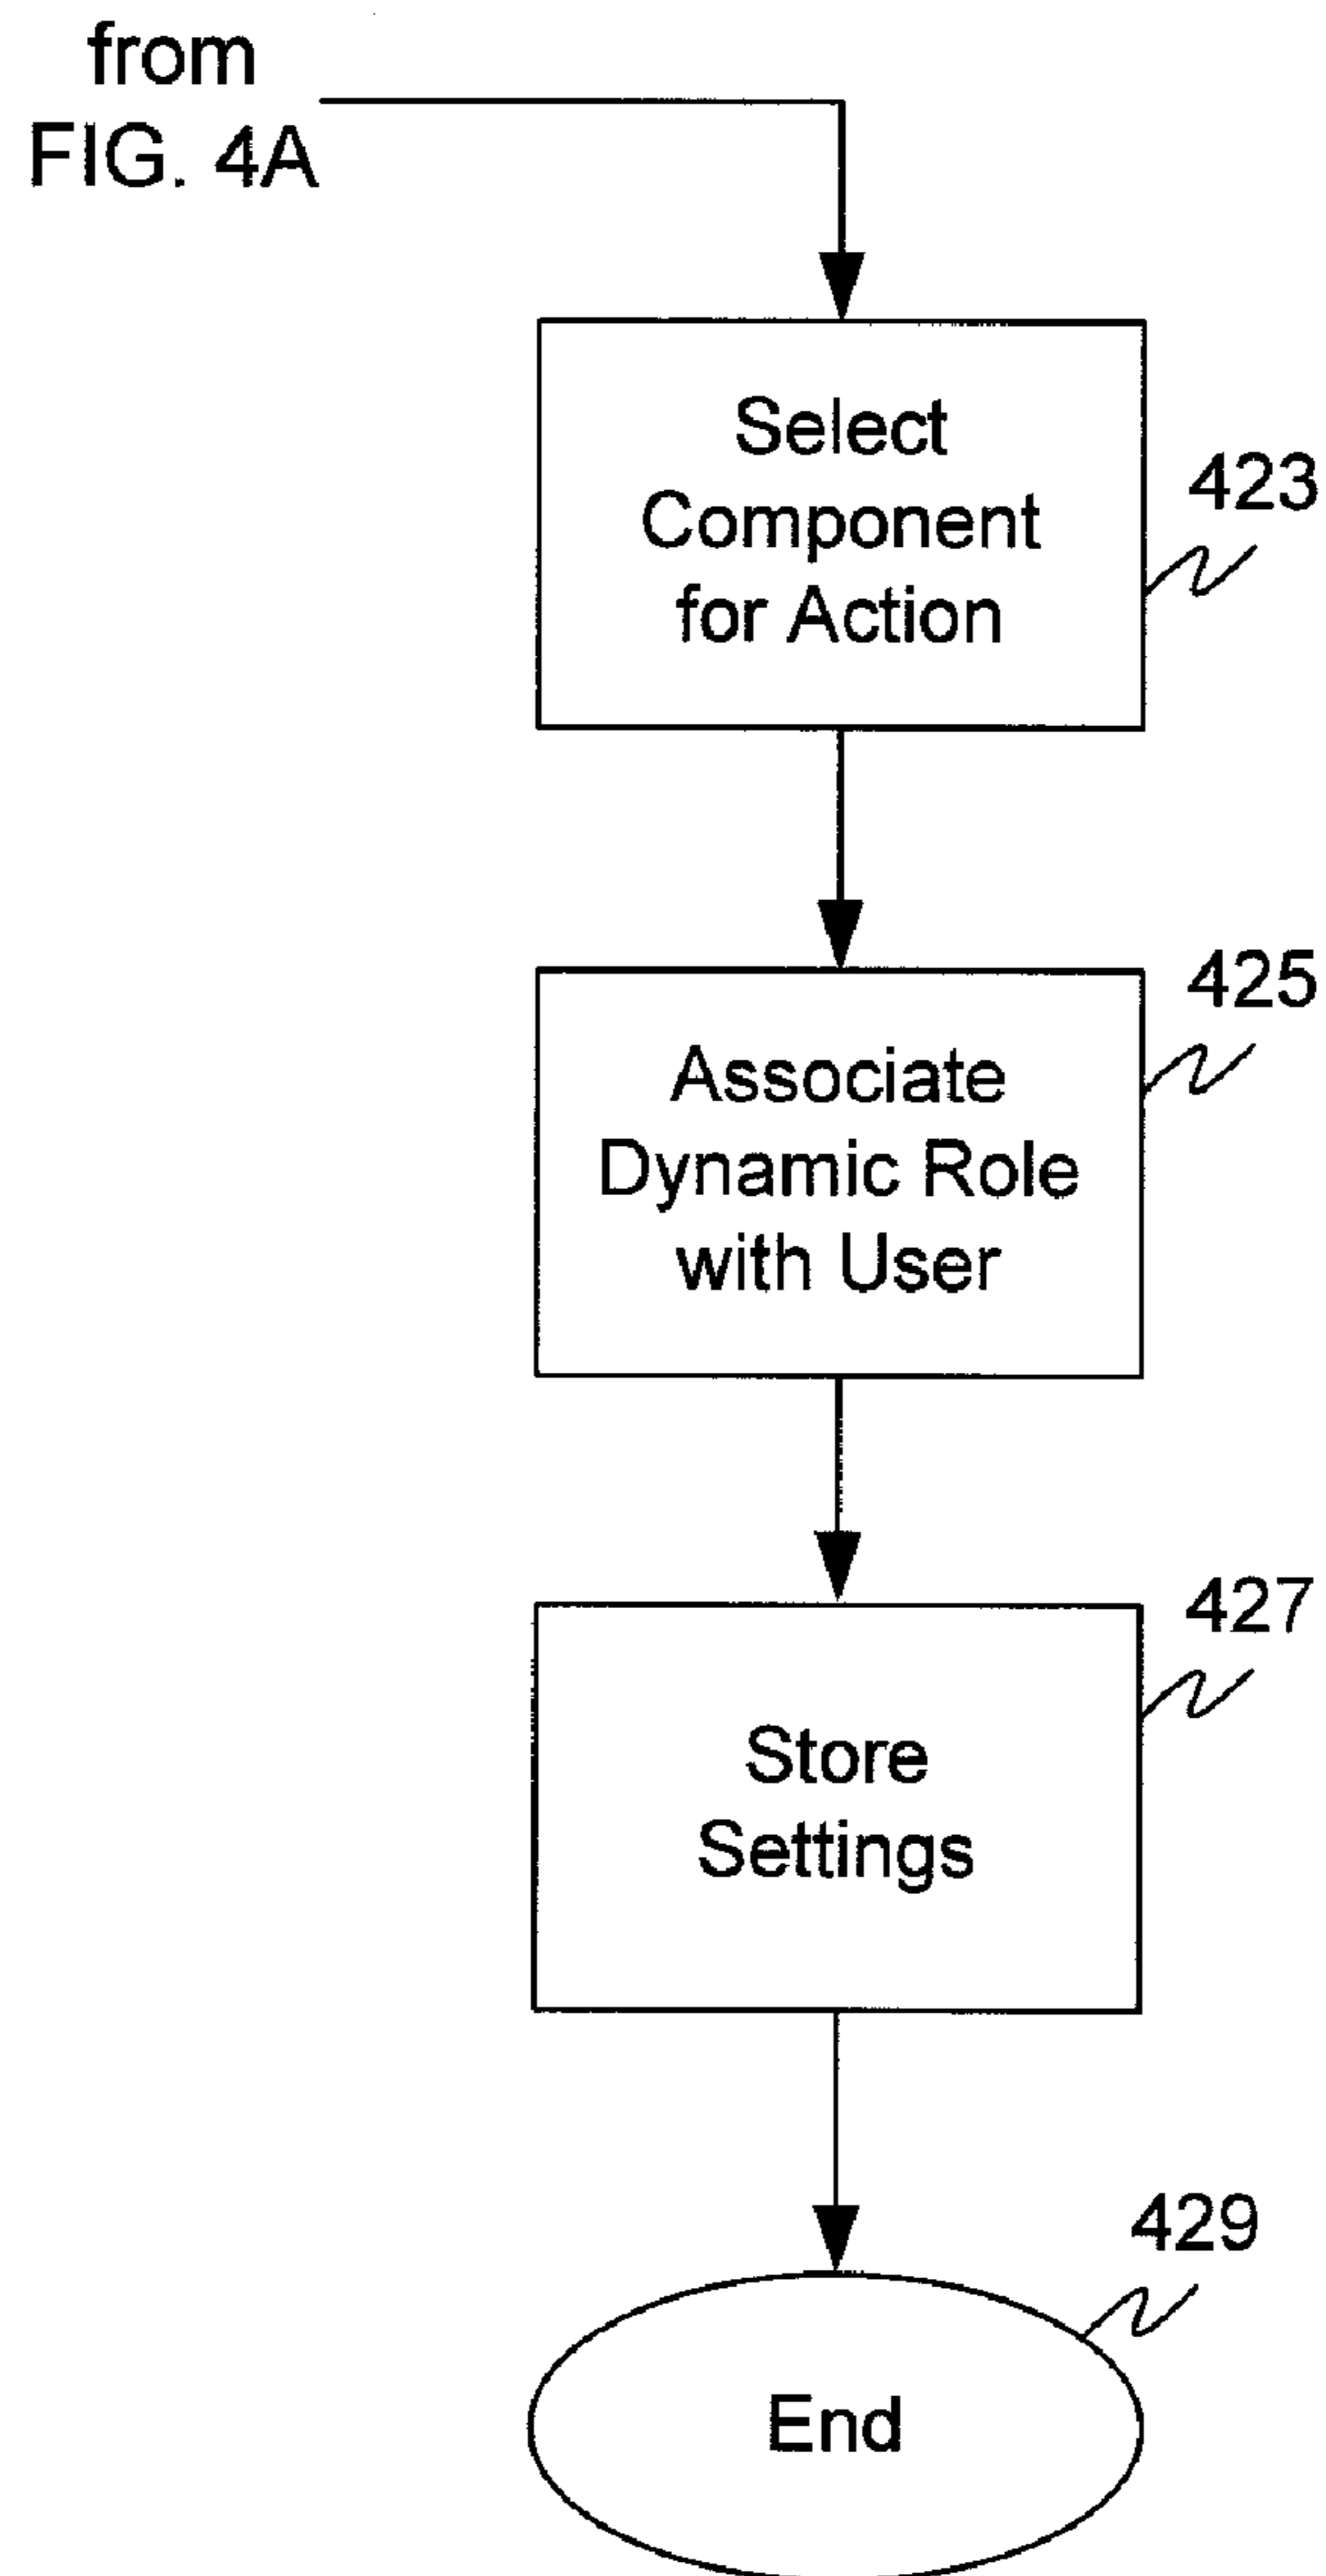 from
FIG. 4A
Select
Component
for Action
423
Associate
Dynamic Role
with User
425
Store
Settings
427
End
429